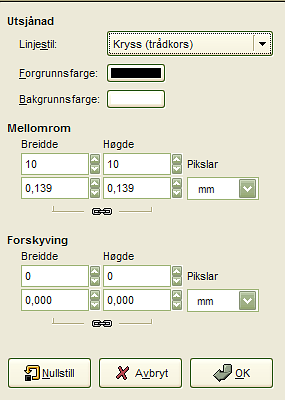 Utsjånad
Linjestil: Kryss (trådkors)
Forgrunnsfarge:
Bakgrunnsfarge:
Mellomrom
Breidde Høgde
10 10 Pikslar
0,139 0,139 mm
Forskyving
Breidde Høgde
0 0 Pikslar
0,000 0,000 mm
Nullstill Avbryt OK